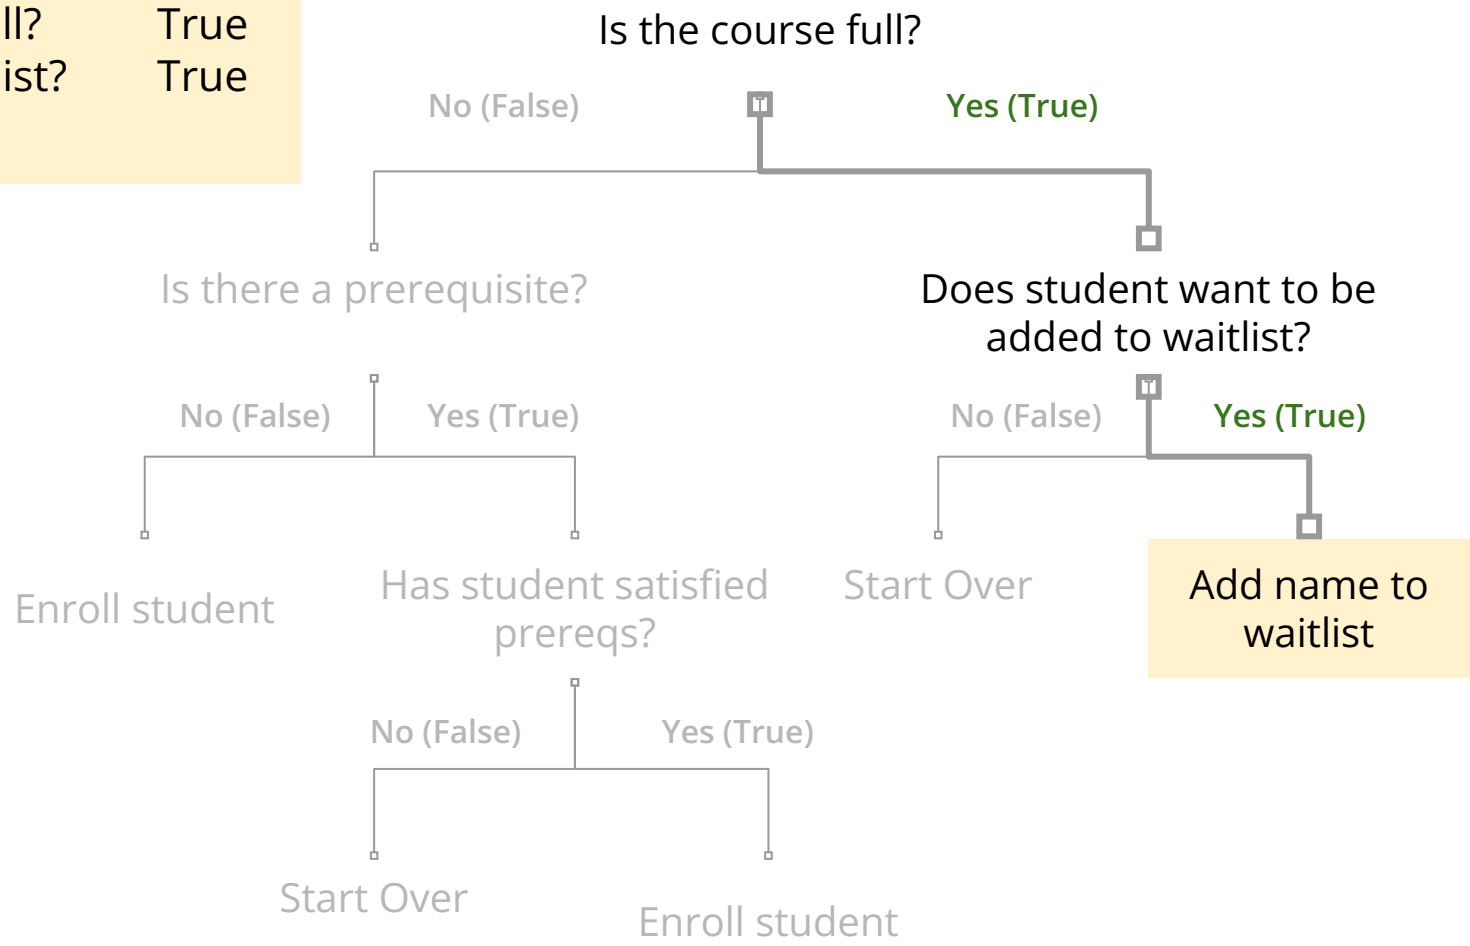 ll? True
ist? True
Is the course full?
No (False) Yes (True)
Is there a prerequisite?
Does student want to be
added to waitlist?
No (False) Yes (True)
No (False) Yes (True)
Enroll student
Has student satisfied
prereqs?
Start Over
Add name to
waitlist
No (False) Yes (True)
Start Over
Enroll student